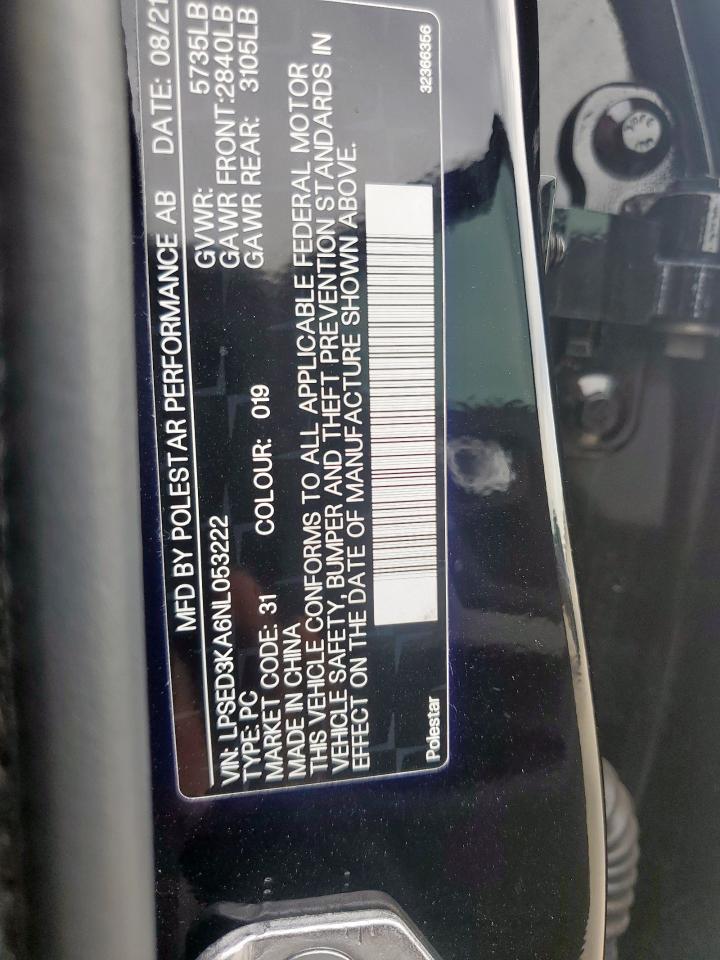 MFD BY POLESTAR PERFORMANCE AB DATE: 08/21
VIN: LPSED3KA6NL053222 GVWR: 5735LB
TYPE: PC GAWR FRONT:2840LB
MARKET CODE: 31 COLOUR: 019 GAWR REAR: 3105LB
MADE IN CHINA
THIS VEHICLE CONFORMS TO ALL APPLICABLE FEDERAL MOTOR
VEHICLE SAFETY, BUMPER AND THEFT PREVENTION STANDARDS IN
EFFECT ON THE DATE OF MANUFACTURE SHOWN ABOVE.
Polestar 32366356